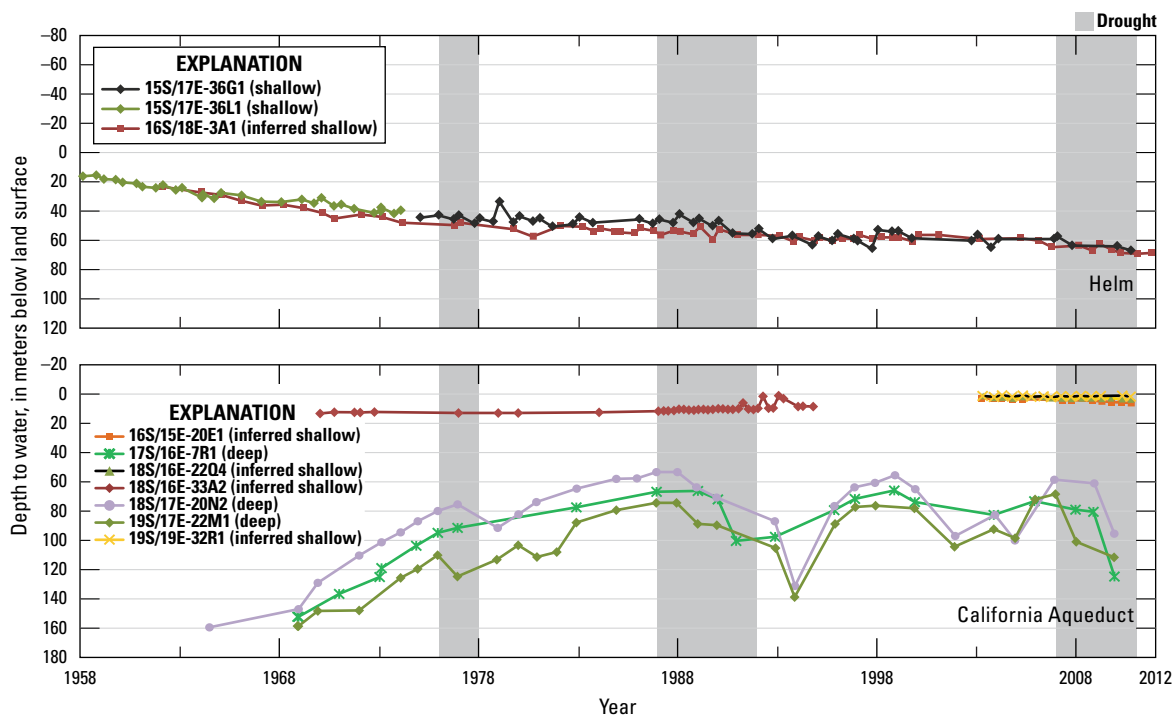 Drought
Depth to water, in meters below land surface
–80
–60
–40
–20
0
20
40
60
80
100
120
EXPLANATION
15S/17E-36G1 (shallow)
15S/17E-36L1 (shallow)
16S/18E-3A1 (inferred shallow)
Helm
–20
0
20
40
60
80
100
120
140
160
180
EXPLANATION
16S/15E-20E1 (inferred shallow)
17S/16E-7R1 (deep)
18S/16E-22Q4 (inferred shallow)
18S/16E-33A2 (inferred shallow)
18S/17E-20N2 (deep)
19S/17E-22M1 (deep)
19S/19E-32R1 (inferred shallow)
California Aqueduct
1958 1968 1978 1988 1998 2008 2012
Year